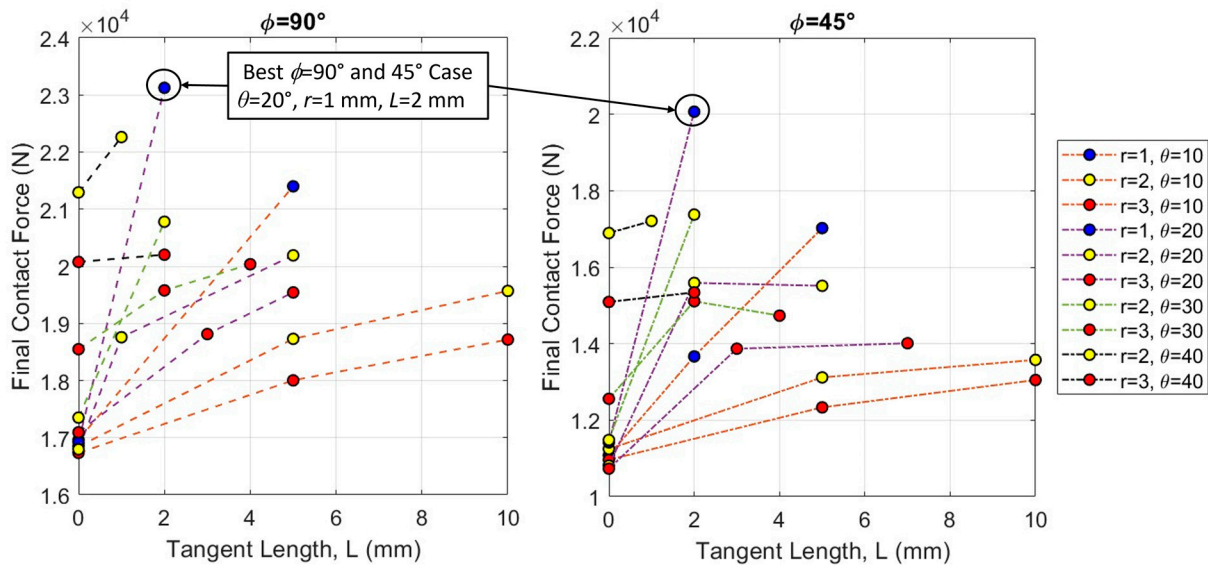 ϕ=90°
×10⁴
2.4
2.3
2.2
2.1
2
1.9
1.8
1.7
1.6
0
2
4
6
8
10
Final Contact Force (N)
Tangent Length, L (mm)
Best ϕ=90° and 45° Case
θ=20°, r=1 mm, L=2 mm
ϕ=45°
×10⁴
2.2
2
1.8
1.6
1.4
1.2
1
0
2
4
6
8
10
Final Contact Force (N)
Tangent Length, L (mm)
r=1, θ=10
r=2, θ=10
r=3, θ=10
r=1, θ=20
r=2, θ=20
r=3, θ=20
r=2, θ=30
r=3, θ=30
r=2, θ=40
r=3, θ=40